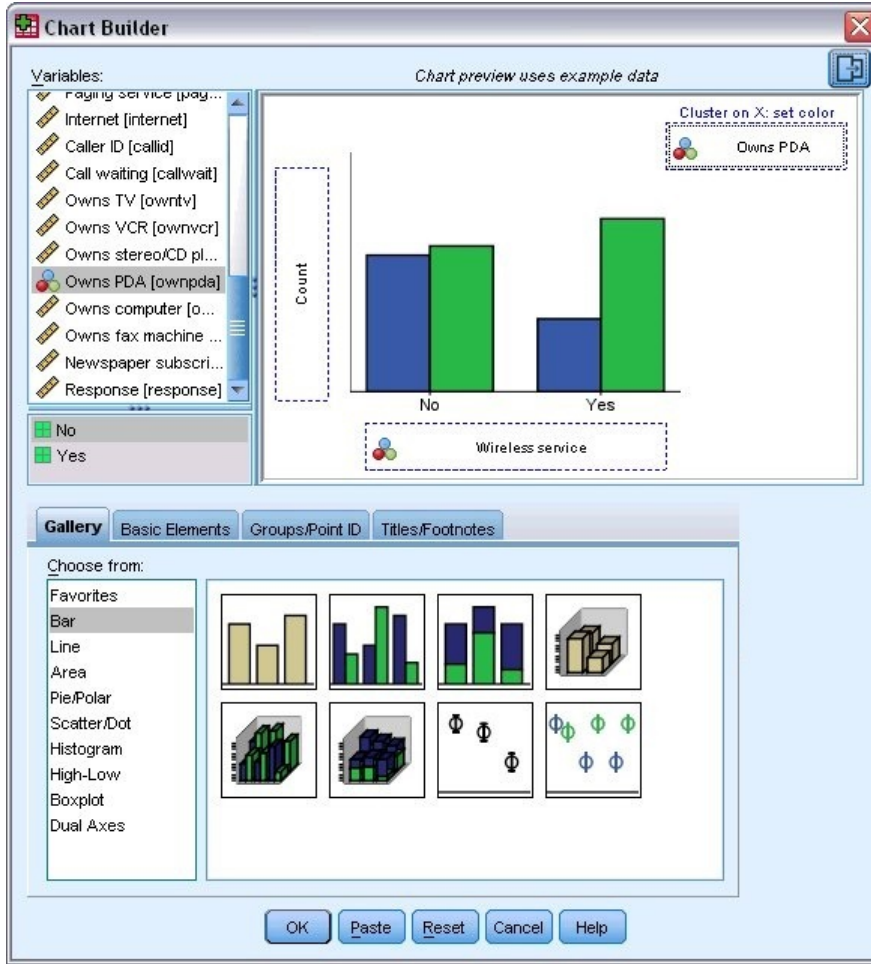 Chart Builder
Variables:
Chart preview uses example data
Paging service [pag...
Internet [internet]
Caller ID [callid]
Call waiting [callwait]
Owns TV [owntv]
Owns VCR [ownvcr]
Owns stereo/CD pl...
Owns PDA [ownpda]
Owns computer [o...
Owns fax machine ...
Newspaper subscri...
Response [response]
No
Yes
Cluster on X: set color
Owns PDA
Count
No Yes
Wireless service
Gallery Basic Elements Groups/Point ID Titles/Footnotes
Choose from:
Favorites
Bar
Line
Area
Pie/Polar
Scatter/Dot
Histogram
High-Low
Boxplot
Dual Axes
OK Paste Reset Cancel Help